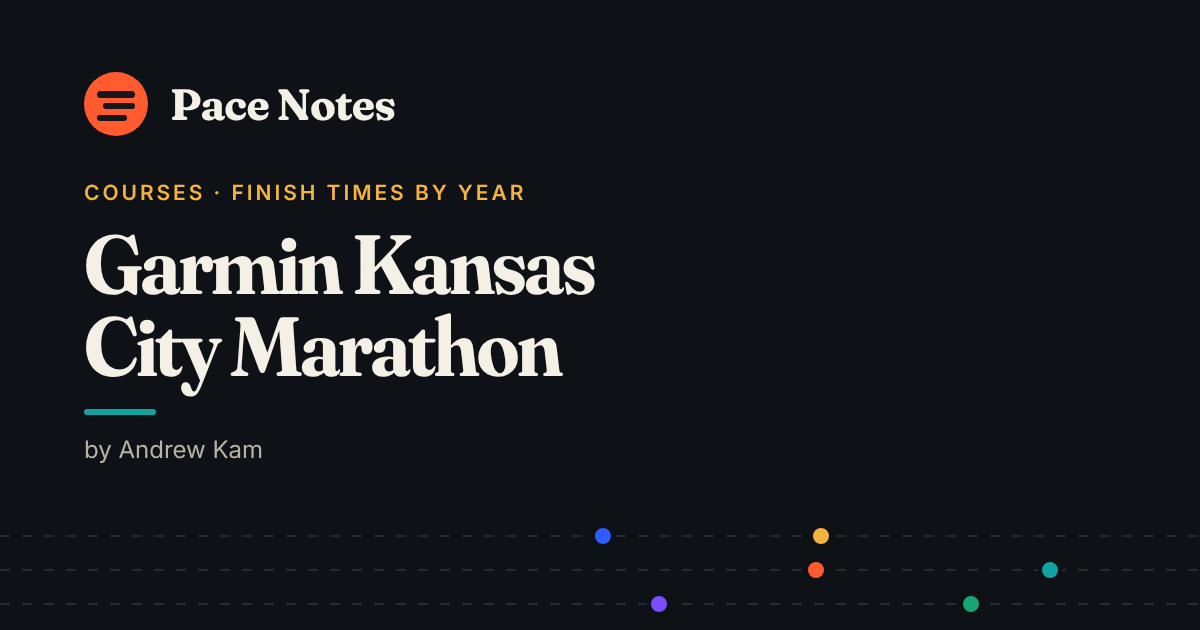 Pace Notes
COURSES · FINISH TIMES BY YEAR
Garmin Kansas
City Marathon
by Andrew Kam